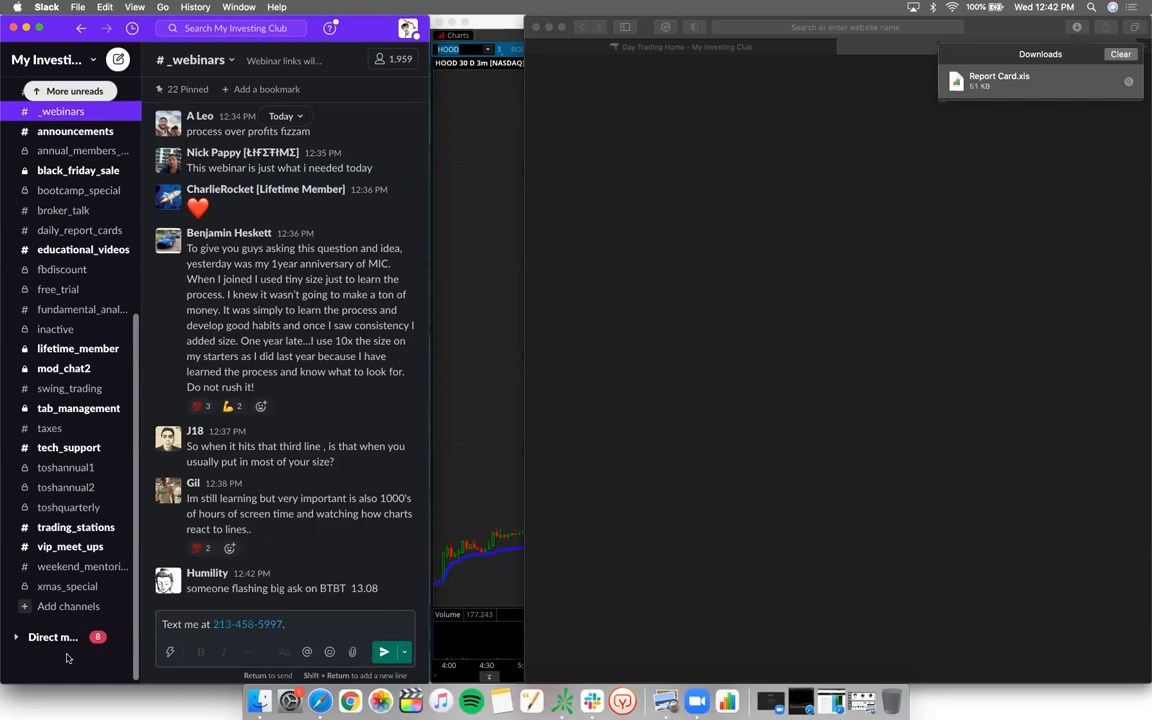 Slack File Edit View Go History Window Help
100% Wed 12:42 PM
Search My Investing Club
My Investi...
# _webinars
Webinar links wil...
1,959
22 Pinned
Add a bookmark
More unreads
# _webinars
# announcements
annual_members_...
black_friday_sale
bootcamp_special
# broker_talk
# daily_report_cards
# educational_videos
fbdiscount
free_trial
# fundamental_anal...
inactive
lifetime_member
mod_chat2
# swing_trading
tab_management
# taxes
# tech_support
toshannual1
toshannual2
toshquarterly
# trading_stations
# vip_meet_ups
# weekend_mentori...
xmas_special
+ Add channels
Direct m... 8
A Leo 12:34 PM
Today
process over profits fizzam
Nick Pappy [ŁIFΣŦIMΣ] 12:35 PM
This webinar is just what i needed today
CharlieRocket [Lifetime Member] 12:36 PM
Benjamin Heskett 12:36 PM
To give you guys asking this question and idea,
yesterday was my 1year anniversary of MIC.
When I joined I used tiny size just to learn the
process. I knew it wasn't going to make a ton of
money. It was simply to learn the process and
develop good habits and once I saw consistency I
added size. One year late...I use 10x the size on
my starters as I did last year because I have
learned the process and know what to look for.
Do not rush it!
3 2
J18 12:37 PM
So when it hits that third line , is that when you
usually put in most of your size?
Gil 12:38 PM
Im still learning but very important is also 1000's
of hours of screen time and watching how charts
react to lines..
2
Humility 12:42 PM
someone flashing big ask on BTBT 13.08
Text me at 213-458-5997.
Return to send Shift + Return to add a new line
Charts
HOOD
HOOD 30 D 3m [NASDAQ]
Volume 177.243
4:00 4:30
Search or enter website name
Day Trading Home - My Investing Club
Downloads
Clear
Report Card.xls
51 KB